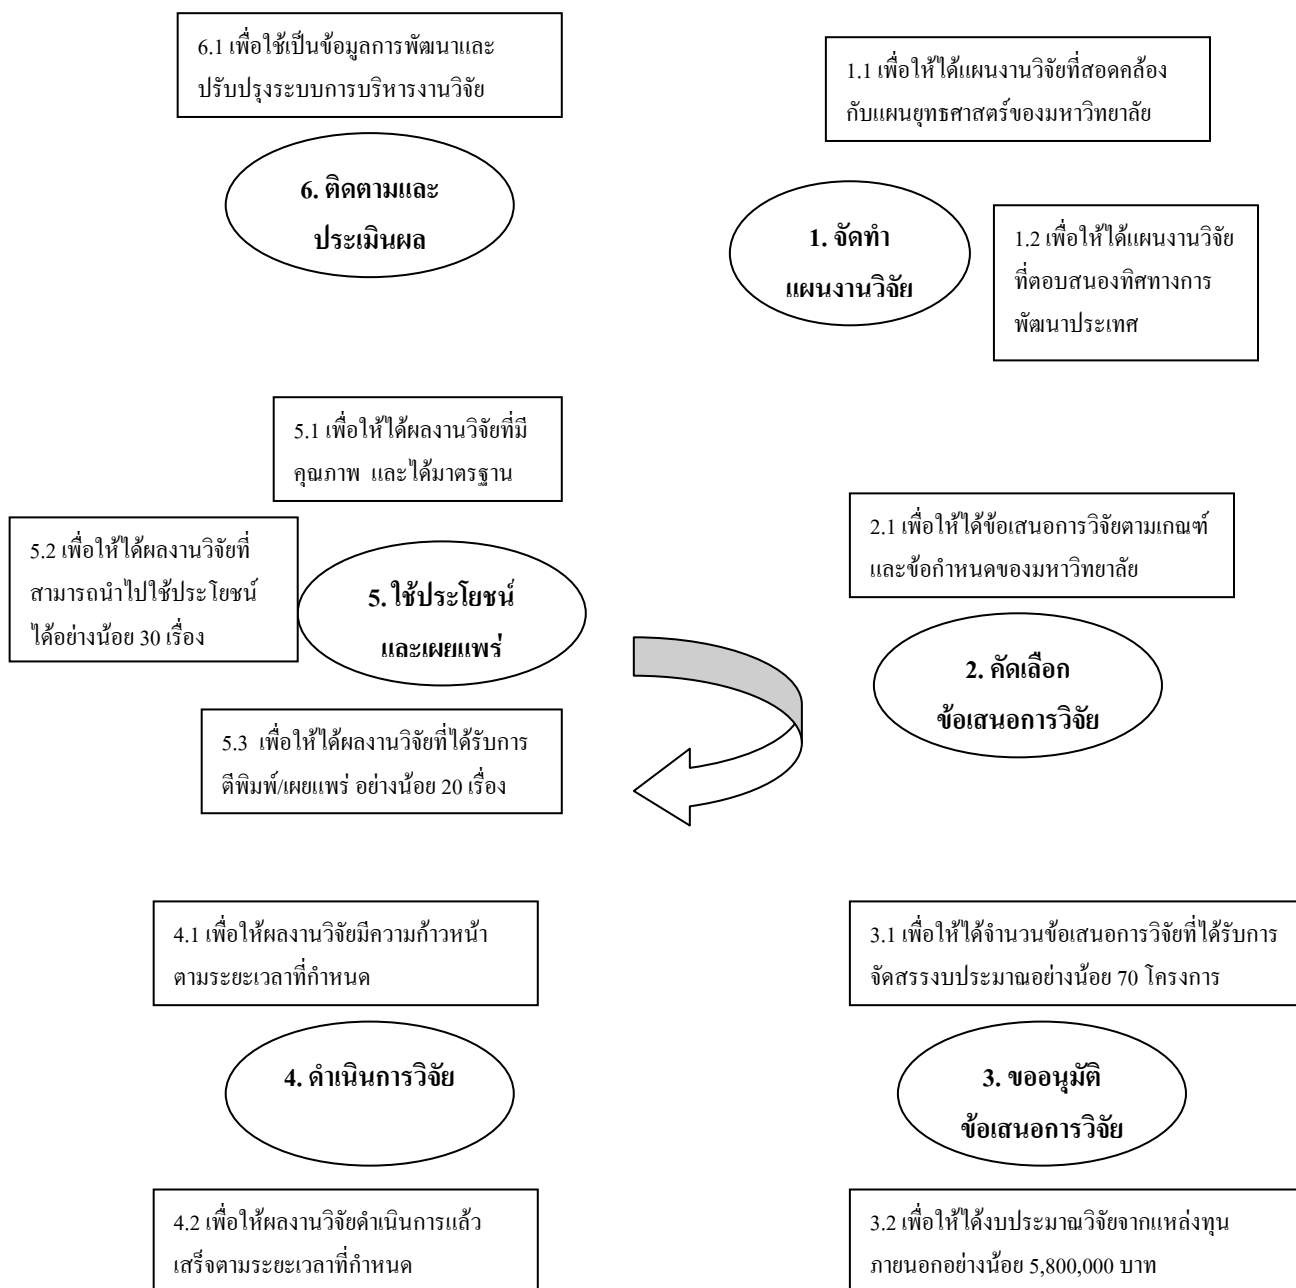 6.1 เพื่อใช้เป็นข้อมูลการพัฒนาและ
ปรับปรุงระบบการบริหารงานวิจัย
6. ติดตามและ
ประเมินผล
1.1 เพื่อให้ได้แผนงานวิจัยที่สอดคล้อง
กับแผนยุทธศาสตร์ของมหาวิทยาลัย
1. จัดทำ
แผนงานวิจัย
1.2 เพื่อให้ได้แผนงานวิจัย
ที่ตอบสนองทิศทางการ
พัฒนาประเทศ
5.1 เพื่อให้ได้ผลงานวิจัยที่มี
คุณภาพ และได้มาตรฐาน
5.2 เพื่อให้ได้ผลงานวิจัยที่
สามารถนำไปใช้ประโยชน์
ได้อย่างน้อย 30 เรื่อง
5. ใช้ประโยชน์
และเผยแพร่
5.3 เพื่อให้ได้ผลงานวิจัยที่ได้รับการ
ตีพิมพ์/เผยแพร่ อย่างน้อย 20 เรื่อง
2.1 เพื่อให้ได้ข้อเสนอการวิจัยตามเกณฑ์
และข้อกำหนดของมหาวิทยาลัย
2. คัดเลือก
ข้อเสนอการวิจัย
4.1 เพื่อให้ผลงานวิจัยมีความก้าวหน้า
ตามระยะเวลาที่กำหนด
4. ดำเนินการวิจัย
4.2 เพื่อให้ผลงานวิจัยดำเนินการแล้ว
เสร็จตามระยะเวลาที่กำหนด
3.1 เพื่อให้ได้จำนวนข้อเสนอการวิจัยที่ได้รับการ
จัดสรรงบประมาณอย่างน้อย 70 โครงการ
3. ขออนุมัติ
ข้อเสนอการวิจัย
3.2 เพื่อให้ได้งบประมาณวิจัยจากแหล่งทุน
ภายนอกอย่างน้อย 5,800,000 บาท